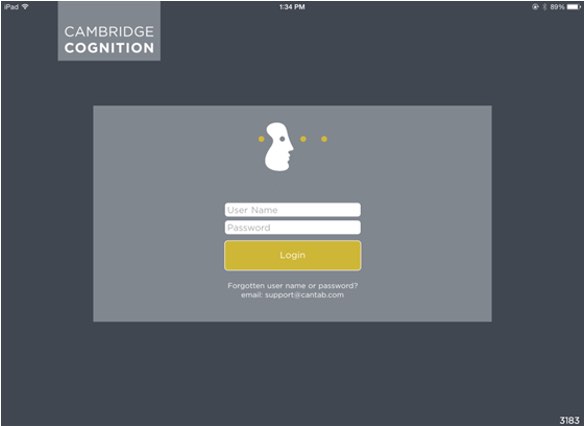 iPad
1:34 PM
89%
CAMBRIDGE
COGNITION
User Name
Password
Login
Forgotten user name or password?
email: support@cantab.com
3183